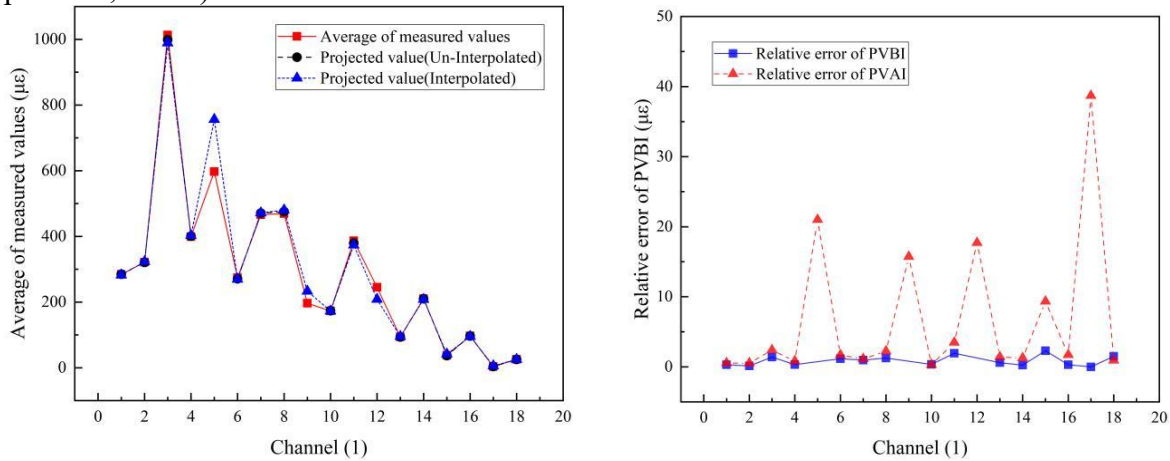 1000
800
600
400
200
0
Average of measured values (με)
Average of measured values
Projected value(Un-Interpolated)
Projected value(Interpolated)
0 2 4 6 8 10 12 14 16 18 20
Channel (1)
50
40
30
20
10
0
Relative error of PVBI (με)
Relative error of PVBI
Relative error of PVAI
0 2 4 6 8 10 12 14 16 18 20
Channel (1)